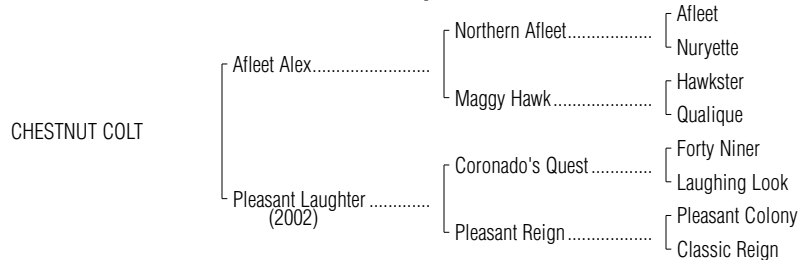 Afleet
Northern Afleet..................
Nuryette
Afleet Alex........................
Hawkster
Maggy Hawk....................
Qualique
CHESTNUT COLT
Forty Niner
Coronado's Quest.............
Laughing Look
Pleasant Laughter.............
(2002)
Pleasant Colony
Pleasant Reign.................
Classic Reign